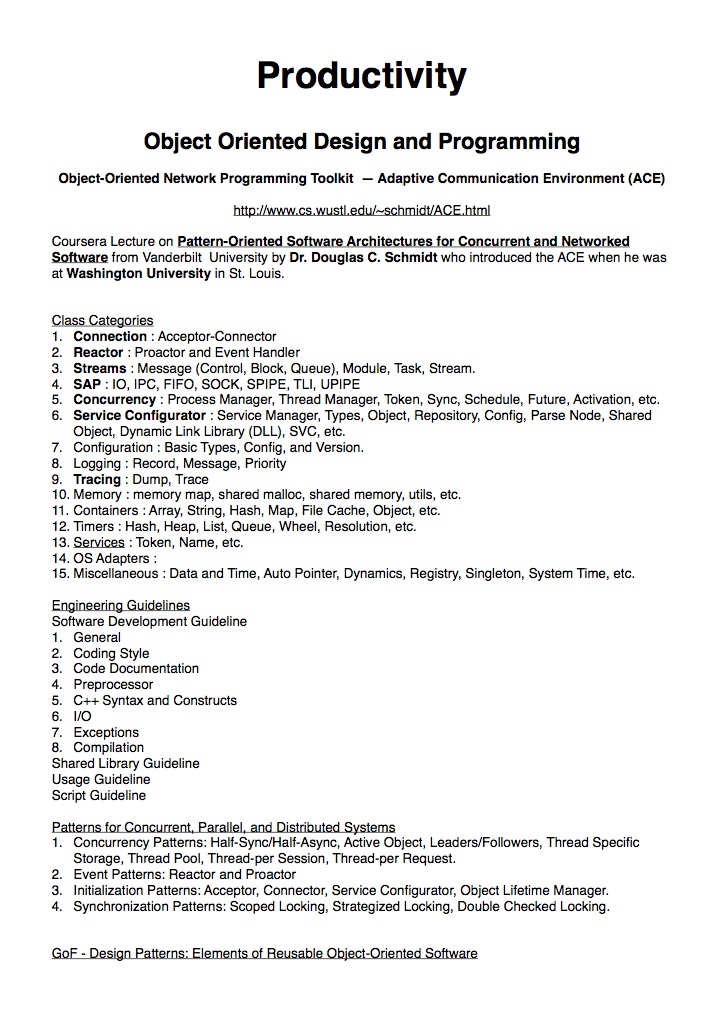 Productivity
Object Oriented Design and Programming
Object-Oriented Network Programming Toolkit — Adaptive Communication Environment (ACE)
http://www.cs.wustl.edu/~schmidt/ACE.html
Coursera Lecture on Pattern-Oriented Software Architectures for Concurrent and Networked
Software from Vanderbilt University by Dr. Douglas C. Schmidt who introduced the ACE when he was
at Washington University in St. Louis.
Class Categories
1. Connection : Acceptor-Connector
2. Reactor : Proactor and Event Handler
3. Streams : Message (Control, Block, Queue), Module, Task, Stream.
4. SAP : IO, IPC, FIFO, SOCK, SPIPE, TLI, UPIPE
5. Concurrency : Process Manager, Thread Manager, Token, Sync, Schedule, Future, Activation, etc.
6. Service Configurator : Service Manager, Types, Object, Repository, Config, Parse Node, Shared
Object, Dynamic Link Library (DLL), SVC, etc.
7. Configuration : Basic Types, Config, and Version.
8. Logging : Record, Message, Priority
9. Tracing : Dump, Trace
10. Memory : memory map, shared malloc, shared memory, utils, etc.
11. Containers : Array, String, Hash, Map, File Cache, Object, etc.
12. Timers : Hash, Heap, List, Queue, Wheel, Resolution, etc.
13. Services : Token, Name, etc.
14. OS Adapters :
15. Miscellaneous : Data and Time, Auto Pointer, Dynamics, Registry, Singleton, System Time, etc.
Engineering Guidelines
Software Development Guideline
1. General
2. Coding Style
3. Code Documentation
4. Preprocessor
5. C++ Syntax and Constructs
6. I/O
7. Exceptions
8. Compilation
Shared Library Guideline
Usage Guideline
Script Guideline
Patterns for Concurrent, Parallel, and Distributed Systems
1. Concurrency Patterns: Half-Sync/Half-Async, Active Object, Leaders/Followers, Thread Specific
Storage, Thread Pool, Thread-per Session, Thread-per Request.
2. Event Patterns: Reactor and Proactor
3. Initialization Patterns: Acceptor, Connector, Service Configurator, Object Lifetime Manager.
4. Synchronization Patterns: Scoped Locking, Strategized Locking, Double Checked Locking.
GoF - Design Patterns: Elements of Reusable Object-Oriented Software